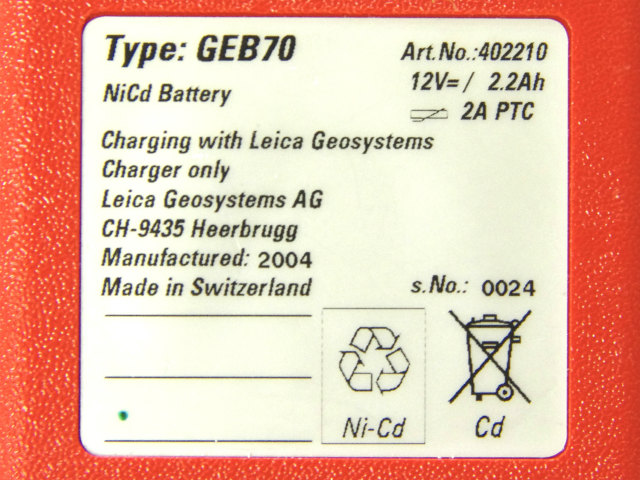 Type: GEB70
Art.No.:402210
12V= / 2.2Ah
NiCd Battery
2A PTC
Charging with Leica Geosystems
Charger only
Leica Geosystems AG
CH-9435 Heerbrugg
Manufactured: 2004
Made in Switzerland
s.No.: 0024
Ni-Cd
Cd